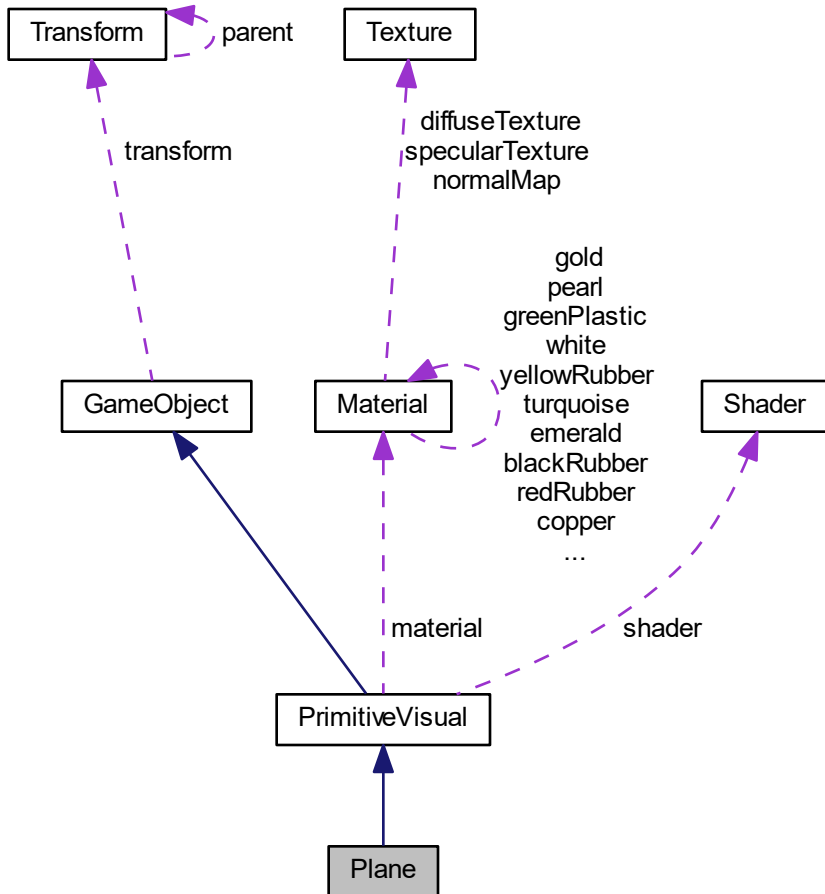 Transform
parent
Texture
transform
diffuseTexture
specularTexture
normalMap
gold
pearl
greenPlastic
white
yellowRubber
turquoise
emerald
blackRubber
redRubber
copper
...
GameObject
Material
Shader
material
shader
PrimitiveVisual
Plane